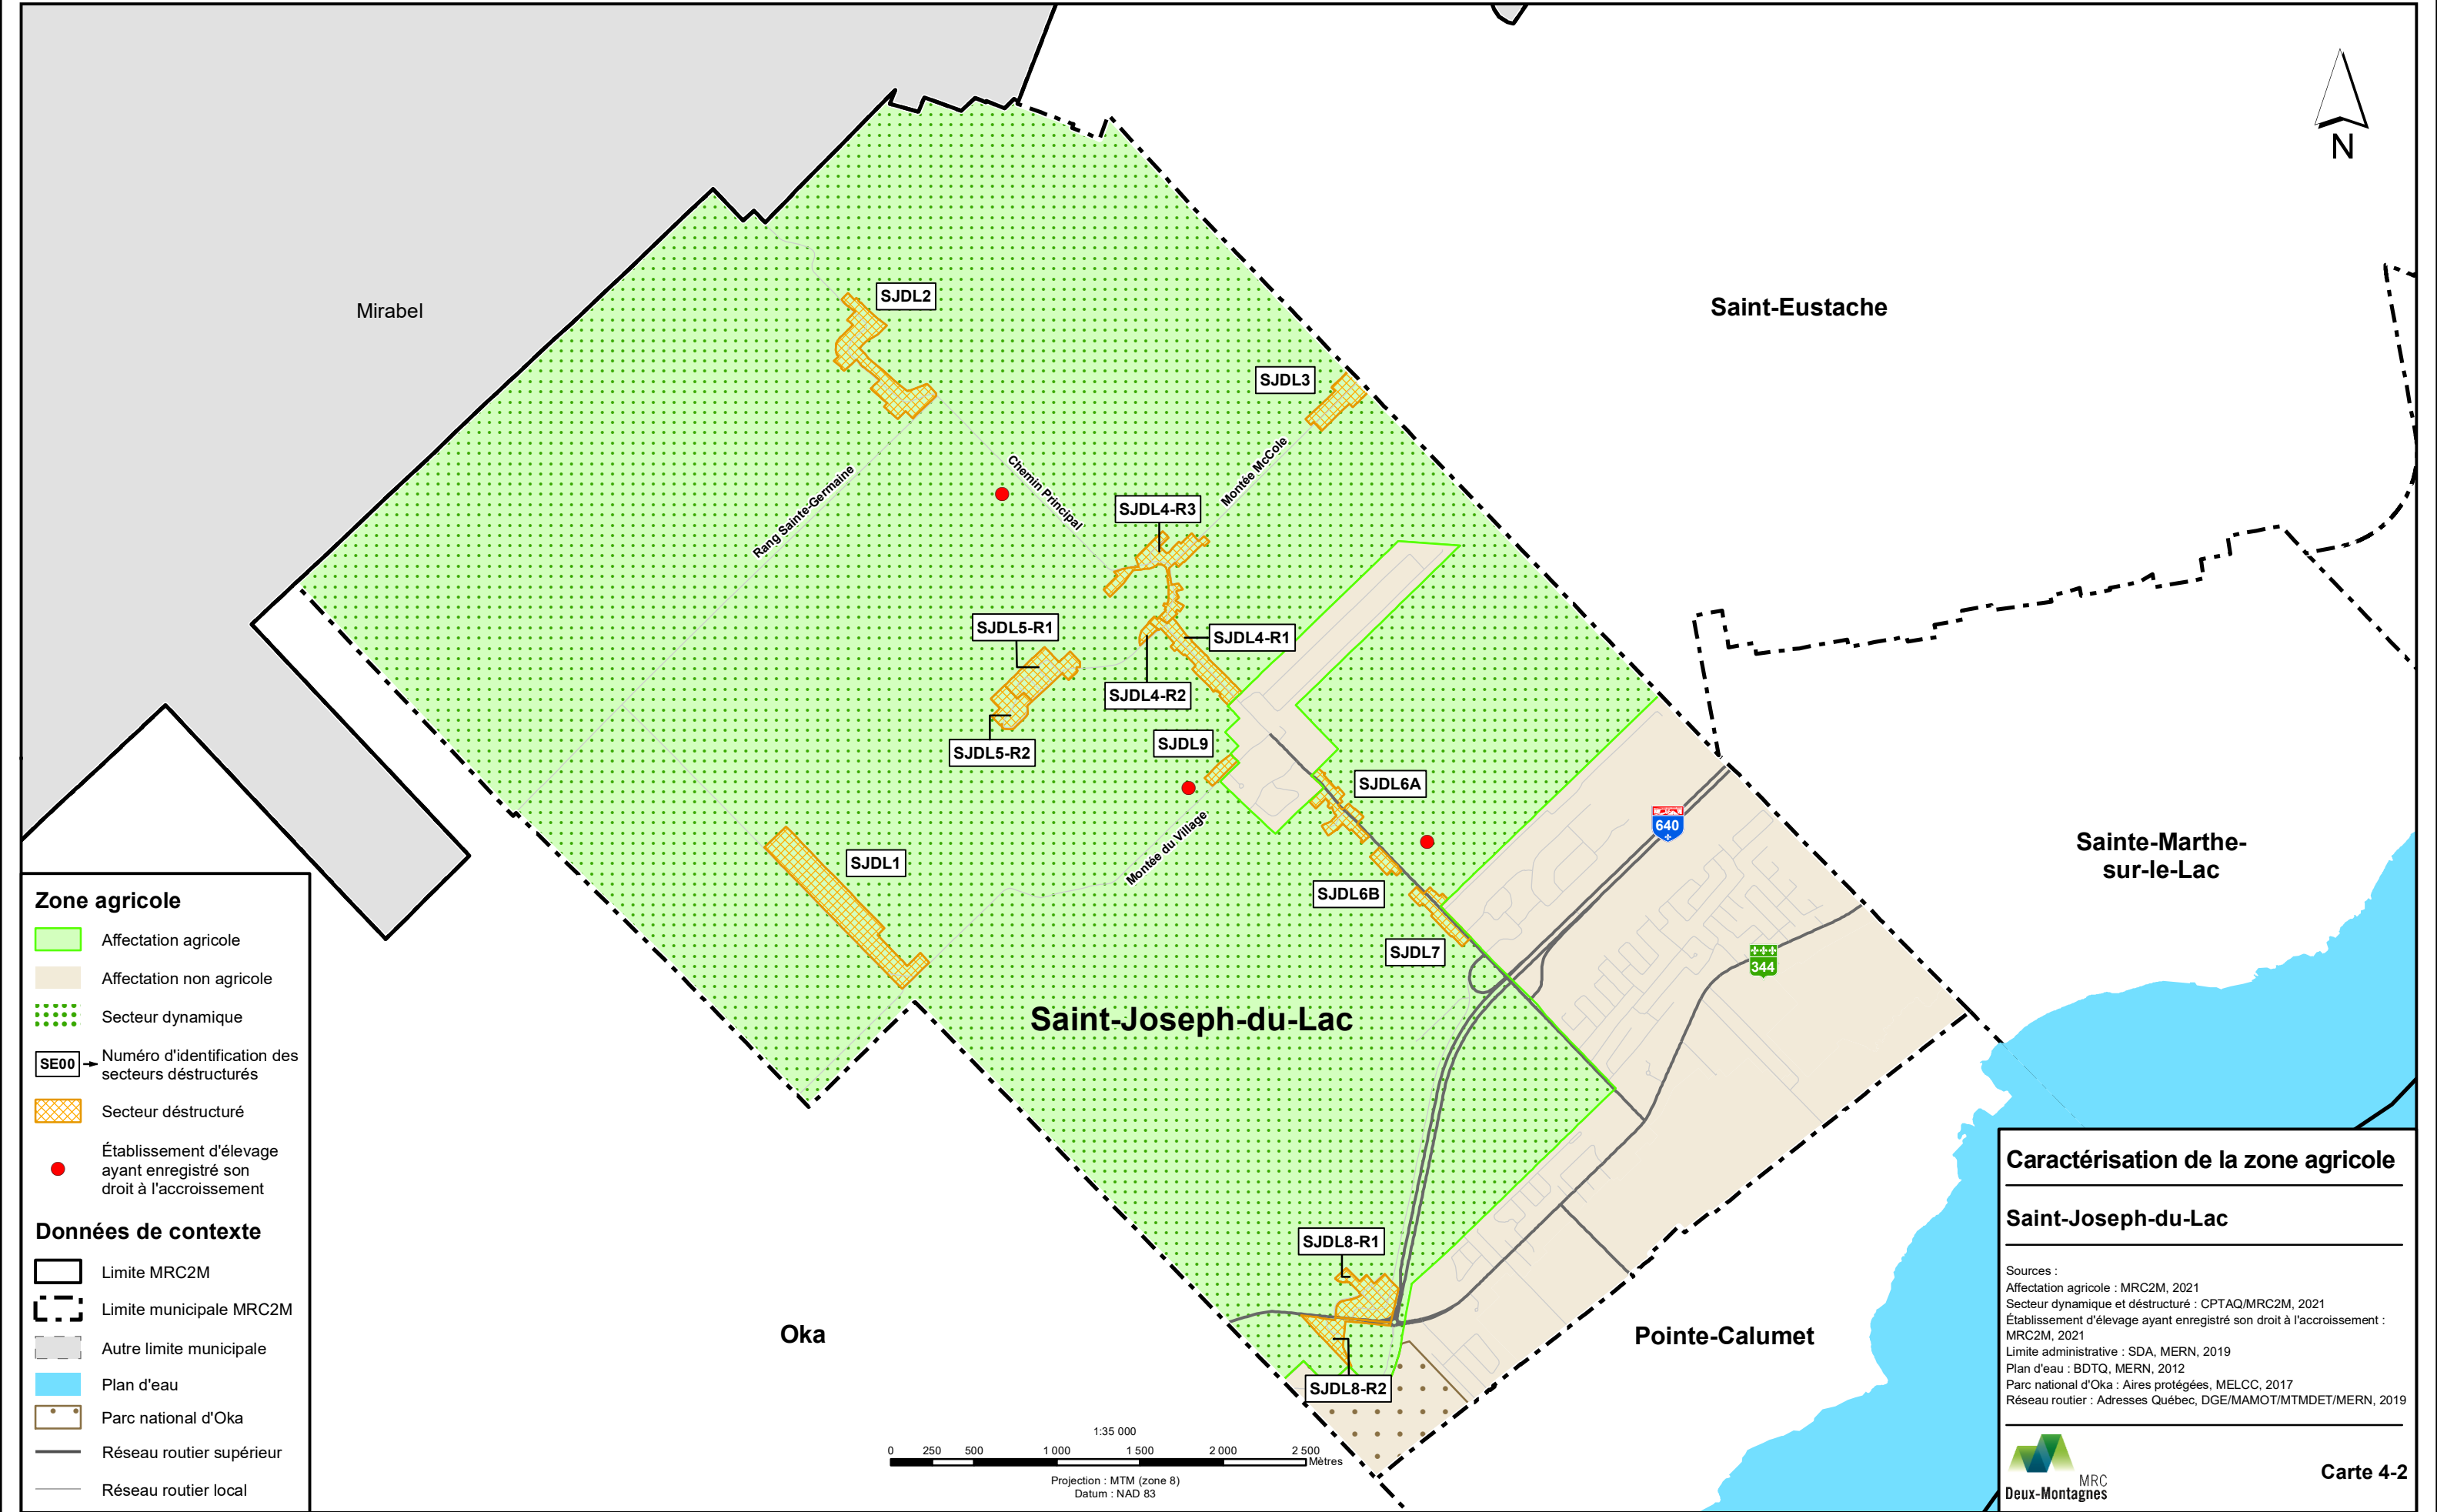 N
Mirabel
Saint-Eustache
SJDL2
SJDL3
Chemin Principal
Montée McCole
Rang Sainte-Germaine
SJDL4-R3
SJDL5-R1
SJDL4-R1
SJDL4-R2
SJDL5-R2
SJDL9
SJDL6A
640
Montée du Village
SJDL1
SJDL6B
SJDL7
344
Sainte-Marthe-
sur-le-Lac
Saint-Joseph-du-Lac
SJDL8-R1
SJDL8-R2
Oka
Pointe-Calumet
Zone agricole
Affectation agricole
Affectation non agricole
Secteur dynamique
SE00
Numéro d'identification des
secteurs déstructurés
Secteur déstructuré
Établissement d'élevage
ayant enregistré son
droit à l'accroissement
Données de contexte
Limite MRC2M
Limite municipale MRC2M
Autre limite municipale
Plan d'eau
Parc national d'Oka
Réseau routier supérieur
Réseau routier local
1:35 000
0 250 500 1 000 1 500 2 000 2 500
Mètres
Projection : MTM (zone 8)
Datum : NAD 83
Caractérisation de la zone agricole
Saint-Joseph-du-Lac
Sources :
Affectation agricole : MRC2M, 2021
Secteur dynamique et déstructuré : CPTAQ/MRC2M, 2021
Établissement d'élevage ayant enregistré son droit à l'accroissement :
MRC2M, 2021
Limite administrative : SDA, MERN, 2019
Plan d'eau : BDTQ, MERN, 2012
Parc national d'Oka : Aires protégées, MELCC, 2017
Réseau routier : Adresses Québec, DGE/MAMOT/MTMDET/MERN, 2019
MRC
Deux-Montagnes
Carte 4-2